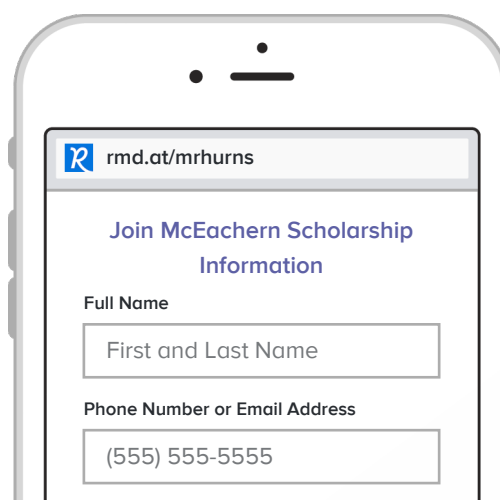 rmd.at/mrhurns
Join McEachern Scholarship
Information
Full Name
First and Last Name
Phone Number or Email Address
(555) 555-5555